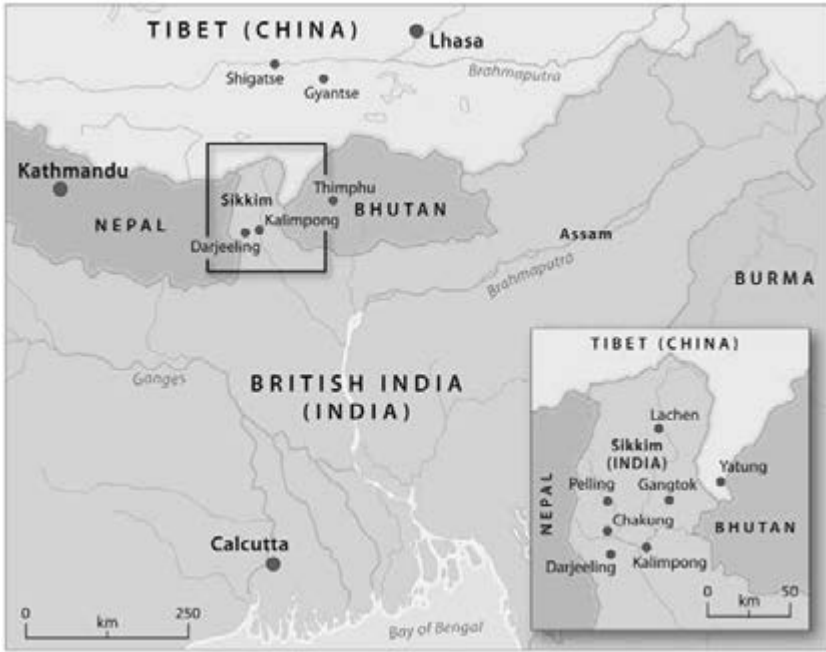 TIBET (CHINA)
Lhasa
Shigatse
Gyantse
Brahmaputra
Kathmandu
NEPAL
Sikkim
Thimphu
Kalimpong
BHUTAN
Darjeeling
Assam
Brahmaputra
BURMA
Ganges
BRITISH INDIA
(INDIA)
Calcutta
0 250
km
Bay of Bengal
TIBET (CHINA)
Lachen
Sikkim
(INDIA)
Yatung
Pelling
Gangtok
NEPAL
Chakung
BHUTAN
Darjeeling
Kalimpong
0 50
km